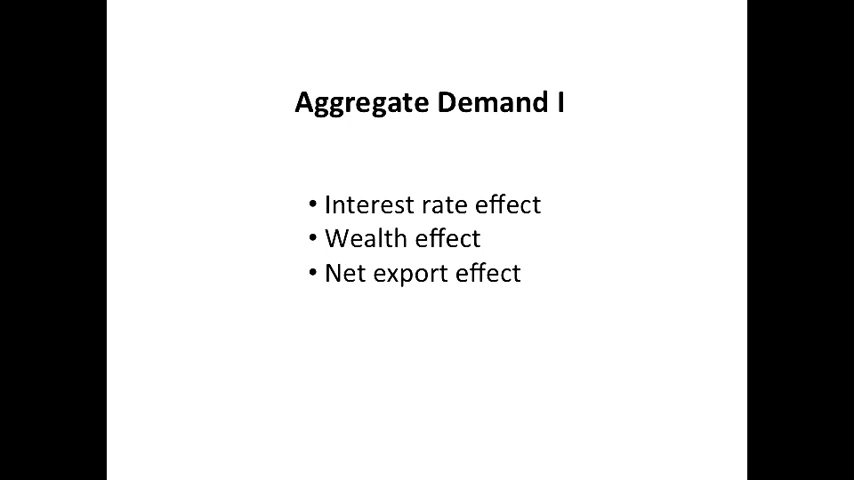 Aggregate Demand I
• Interest rate effect
• Wealth effect
• Net export effect